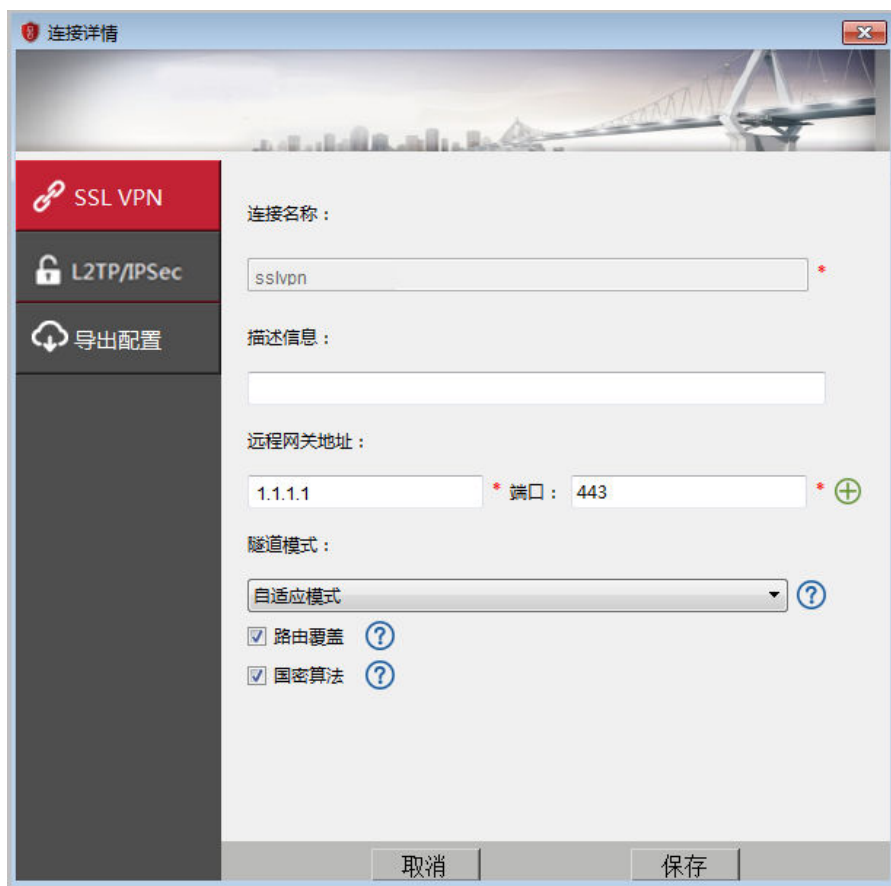 连接详情
SSL VPN
L2TP/IPSec
导出配置
连接名称：
sslvpn *
描述信息：
远程网关地址：
1.1.1.1 * 端口： 443 *
隧道模式：
自适应模式
路由覆盖
国密算法
取消 保存